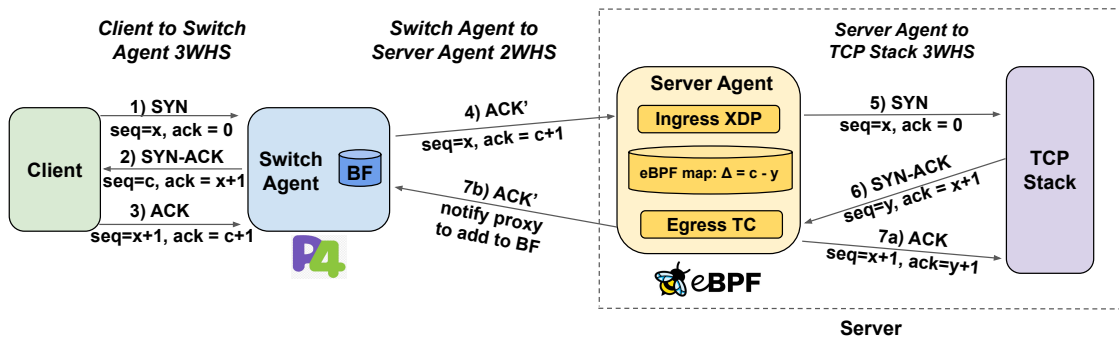 Client to Switch
Agent 3WHS
Switch Agent to
Server Agent 2WHS
Server Agent to
TCP Stack 3WHS
Client
1) SYN
seq=x, ack = 0
2) SYN-ACK
seq=c, ack = x+1
3) ACK
seq=x+1, ack = c+1
Switch
Agent
BF
P4
4) ACK’
seq=x, ack = c+1
7b) ACK’
notify proxy
to add to BF
Server Agent
Ingress XDP
eBPF map: Δ = c - y
Egress TC
eBPF
5) SYN
seq=x, ack = 0
6) SYN-ACK
seq=y, ack = x+1
7a) ACK
seq=x+1, ack=y+1
TCP
Stack
Server